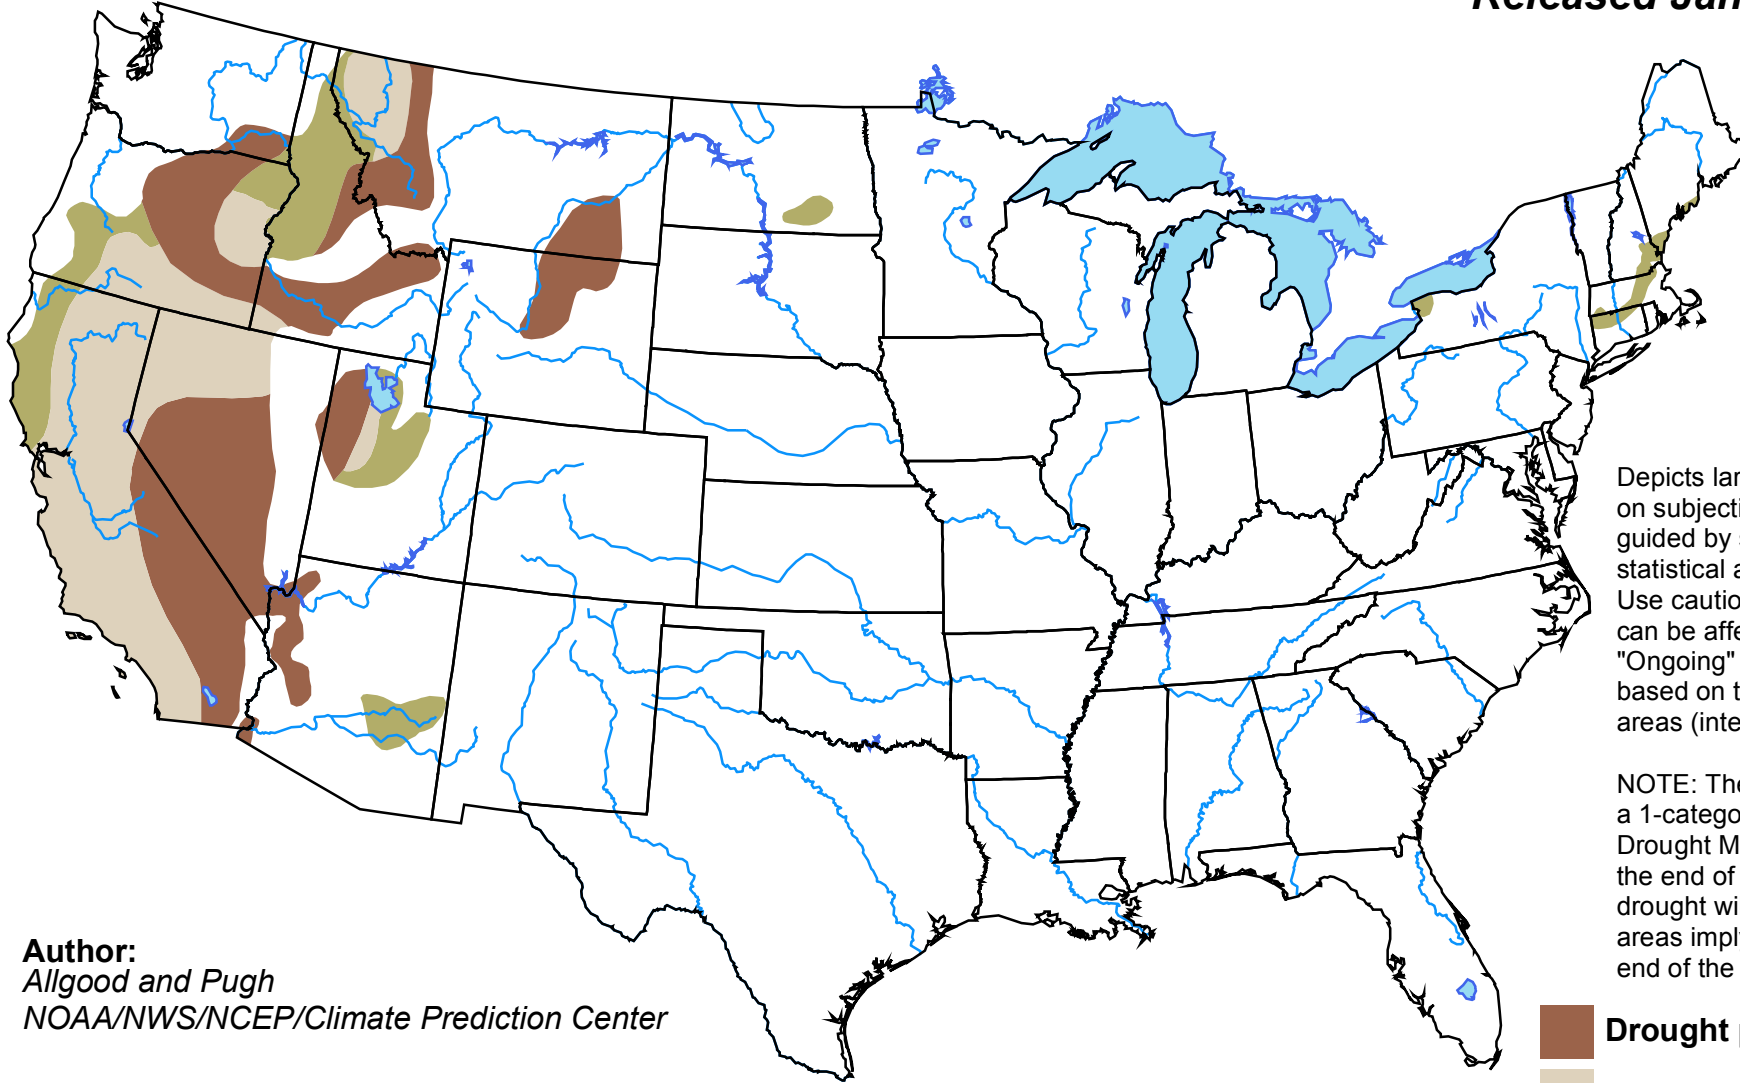 Released Jan
Depicts lar
on subjecti
guided by
statistical a
Use cautio
can be affe
"Ongoing"
based on t
areas (inte
NOTE: The
a 1-catego
Drought M
the end of
drought wi
areas imply
end of the
Author:
Allgood and Pugh
NOAA/NWS/NCEP/Climate Prediction Center
Drought